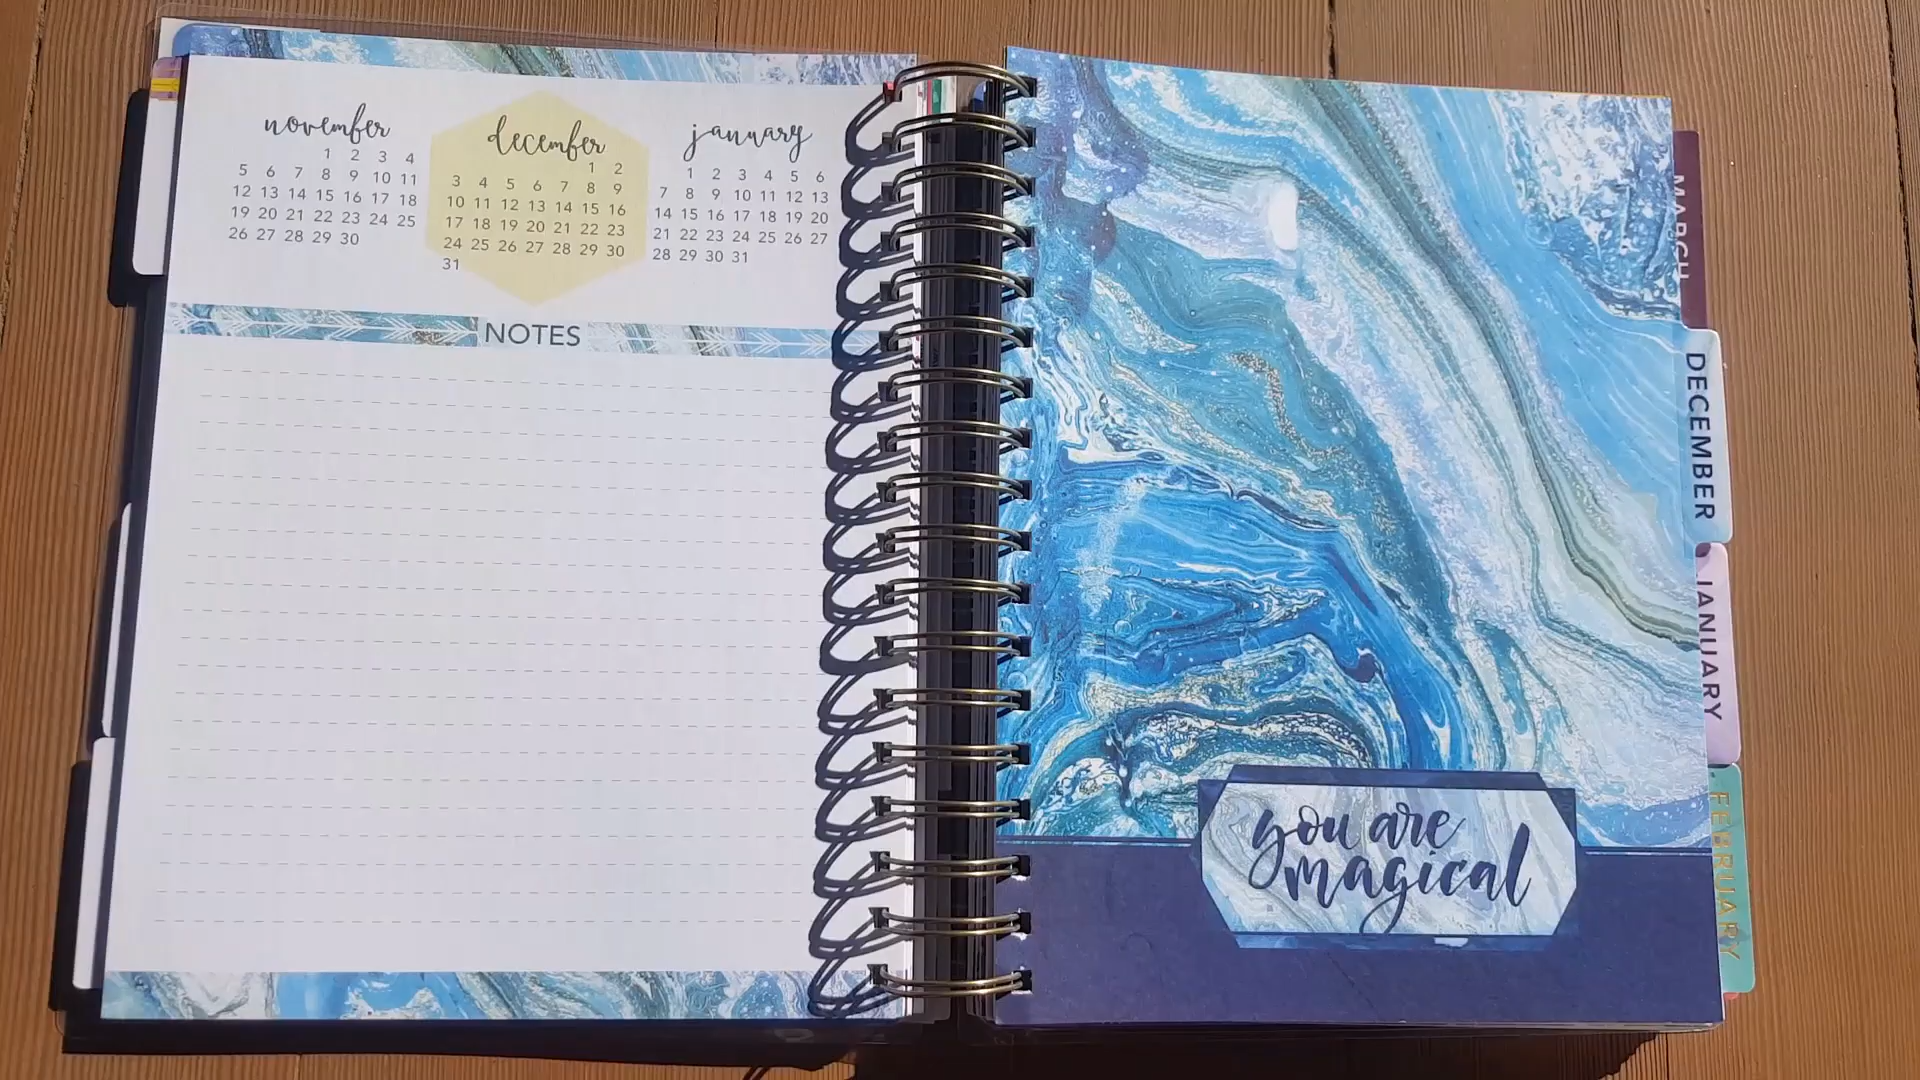 november
1 2 3 4
5 6 7 8 9 10 11
12 13 14 15 16 17 18
19 20 21 22 23 24 25
26 27 28 29 30
december
1 2
3 4 5 6 7 8 9
10 11 12 13 14 15 16
17 18 19 20 21 22 23
24 25 26 27 28 29 30
31
january
1 2 3 4 5 6
7 8 9 10 11 12 13
14 15 16 17 18 19 20
21 22 23 24 25 26 27
28 29 30 31
NOTES
you are
magical
MARCH
DECEMBER
JANUARY
FEBRUARY